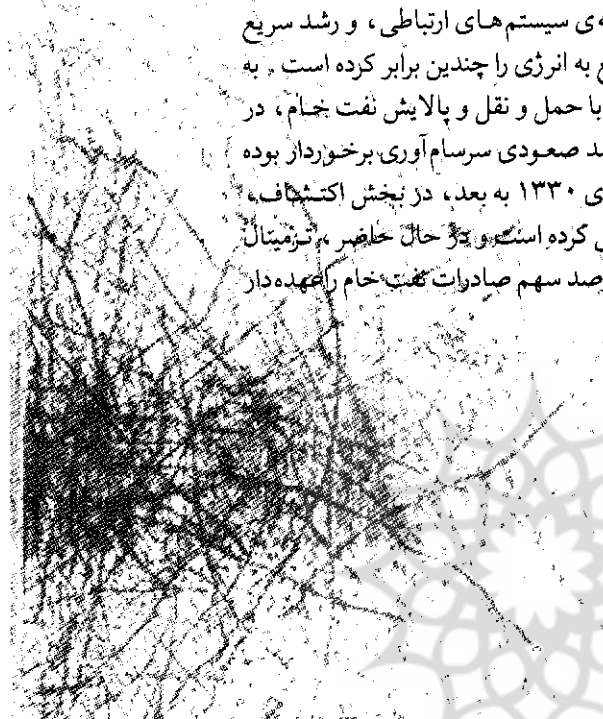 ی سیستم‌های ارتباطی، و رشد سریع
به انرژی را چندین برابر کرده است. به
با حمل و نقل و پالایش نفت خام، در
صعودی سرسام‌آوری برخوردار بوده
ی ۱۳۳۰ به بعد، در بخش اکتشاف،
کرده است و در حال حاضر، ترمینال
صد سهم صادرات نفت خام را عهده‌دار